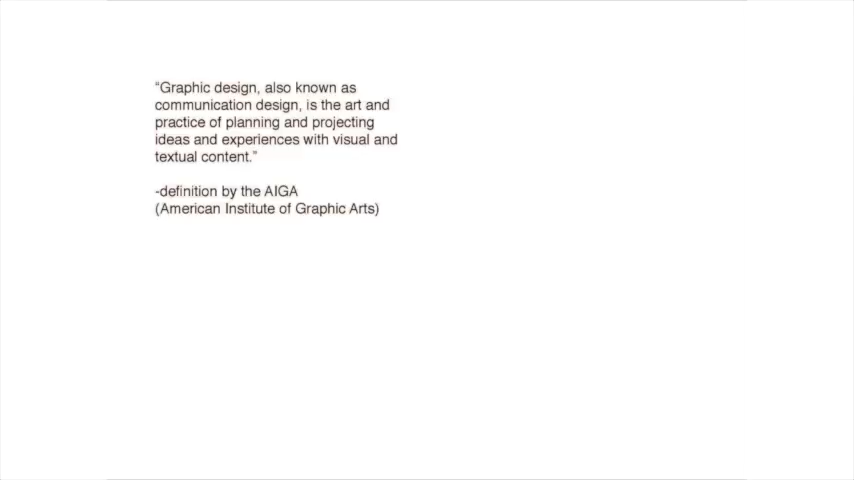 “Graphic design, also known as
communication design, is the art and
practice of planning and projecting
ideas and experiences with visual and
textual content.”
-definition by the AIGA
(American Institute of Graphic Arts)